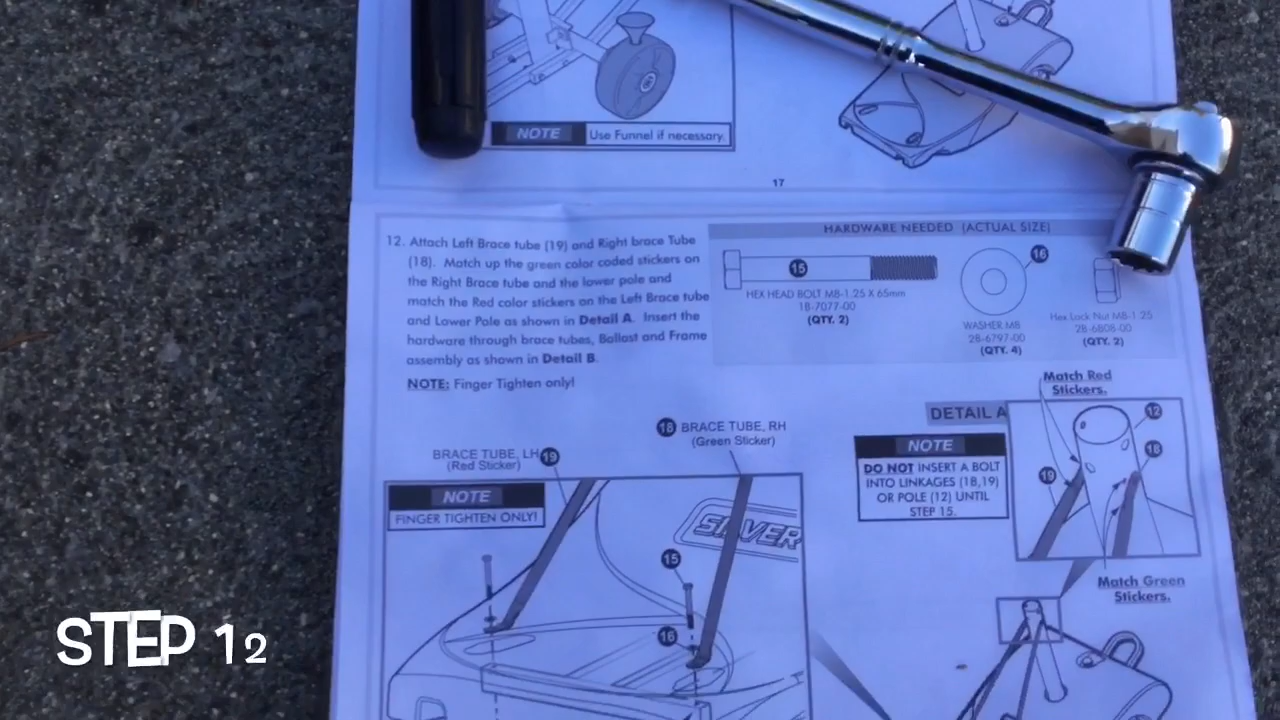 NOTE Use Funnel if necessary.
17
12. Attach Left Brace tube (19) and Right brace Tube
(18). Match up the green color coded stickers on
the Right Brace tube and the lower pole and
match the Red color stickers on the Left Brace tube
and Lower Pole as shown in Detail A. Insert the
hardware through brace tubes, Ballast and Frame
assembly as shown in Detail B.
NOTE: Finger Tighten only!
HARDWARE NEEDED (ACTUAL SIZE)
15
HEX HEAD BOLT M8-1.25 X 65mm
1B-7077-00
(QTY. 2)
16
WASHER M8
2B-6797-00
(QTY. 4)
Hex Lock Nut M8-1.25
2B-6808-00
(QTY. 2)
Match Red
Stickers.
DETAIL A
NOTE
DO NOT INSERT A BOLT
INTO LINKAGES (18,19)
OR POLE (12) UNTIL
STEP 15.
12
18
19
Match Green
Stickers.
18 BRACE TUBE, RH
(Green Sticker)
BRACE TUBE, LH 19
(Red Sticker)
NOTE
FINGER TIGHTEN ONLY!
15
16
STEP 12